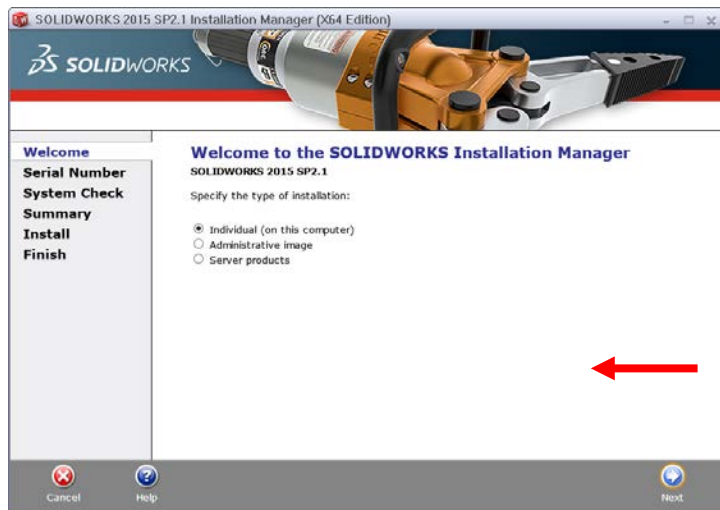 SOLIDWORKS 2015 SP2.1 Installation Manager (X64 Edition)
SOLIDWORKS
Welcome
Serial Number
System Check
Summary
Install
Finish
Welcome to the SOLIDWORKS Installation Manager
SOLIDWORKS 2015 SP2.1
Specify the type of installation:
Individual (on this computer)
Administrative image
Server products
Cancel
Help
Next